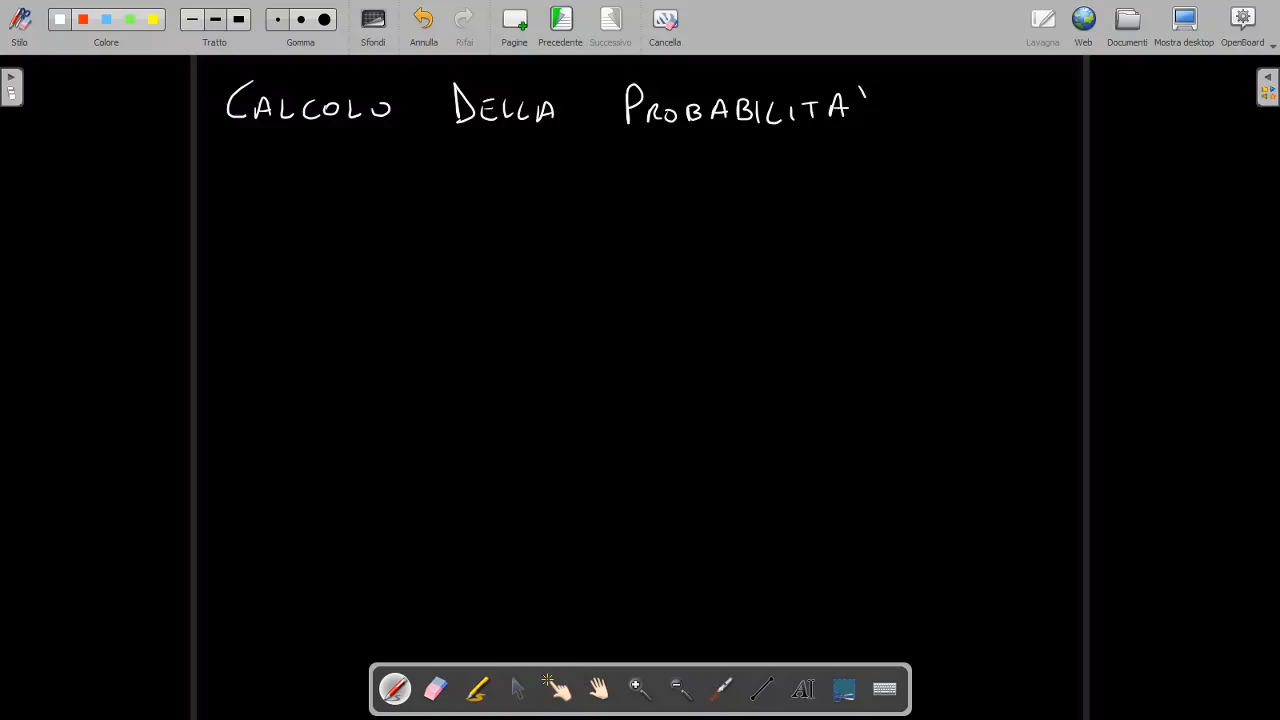 Stilo Colore Tratto Gomma Sfondi Annulla Rifai Pagine Precedente Successivo Cancella Lavagna Web Documenti Mostra desktop OpenBoard
CALCOLO DELLA PROBABILITA'
AI